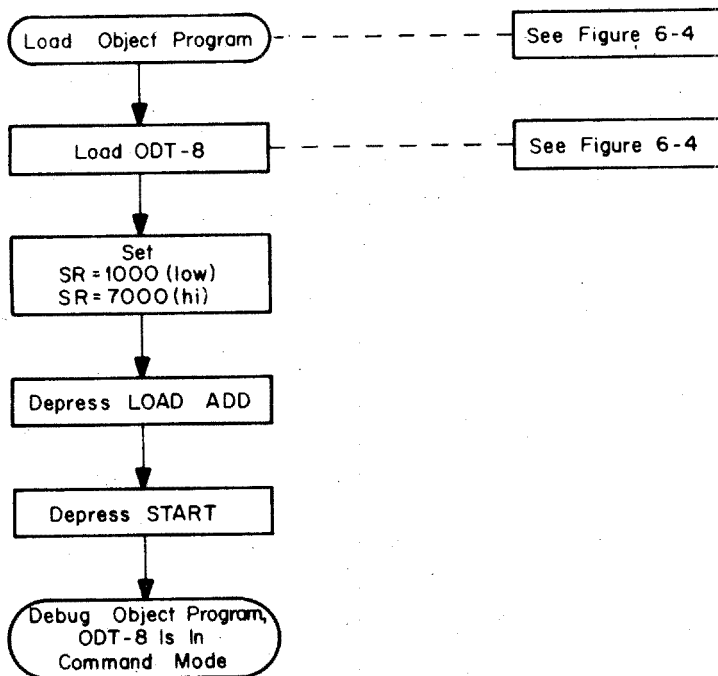 Load Object Program
See Figure 6-4
Load ODT-8
See Figure 6-4
Set
SR=1000 (low)
SR=7000 (hi)
Depress LOAD ADD
Depress START
Debug Object Program,
ODT-8 Is In
Command Mode